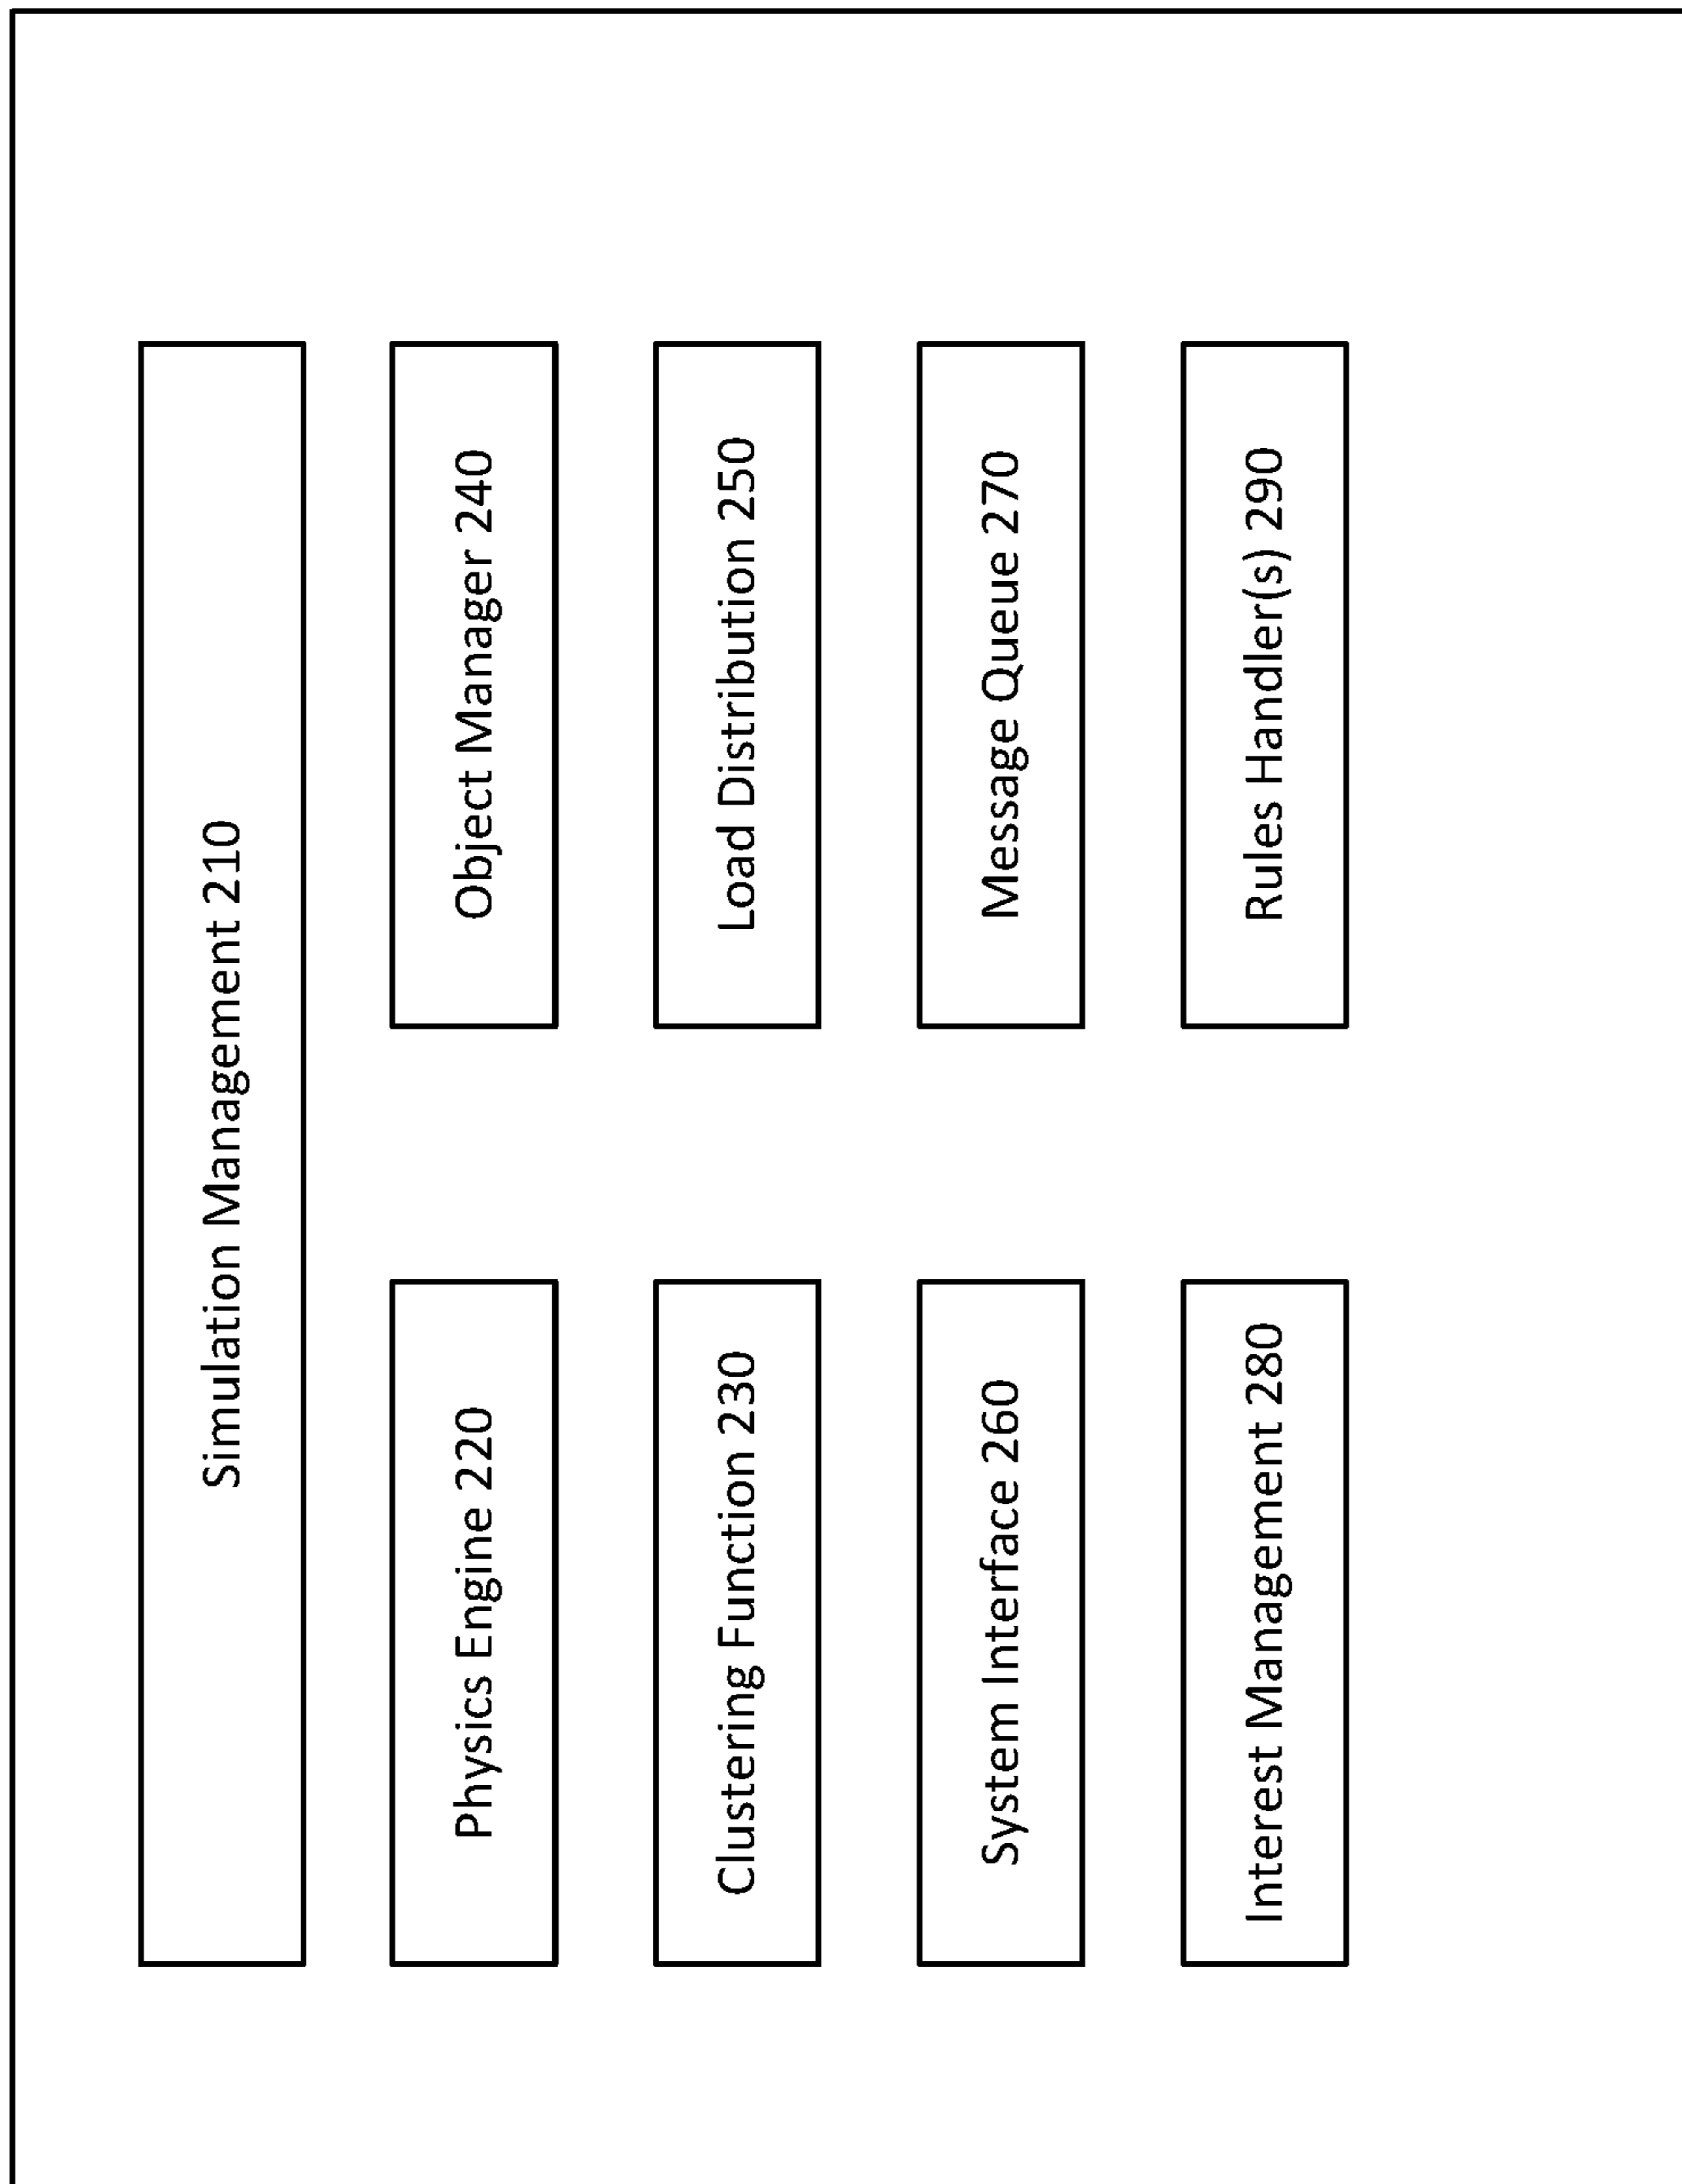 Simulation Management 210
Physics Engine 220
Object Manager 240
Clustering Function 230
Load Distribution 250
System Interface 260
Message Queue 270
Interest Management 280
Rules Handler(s) 290